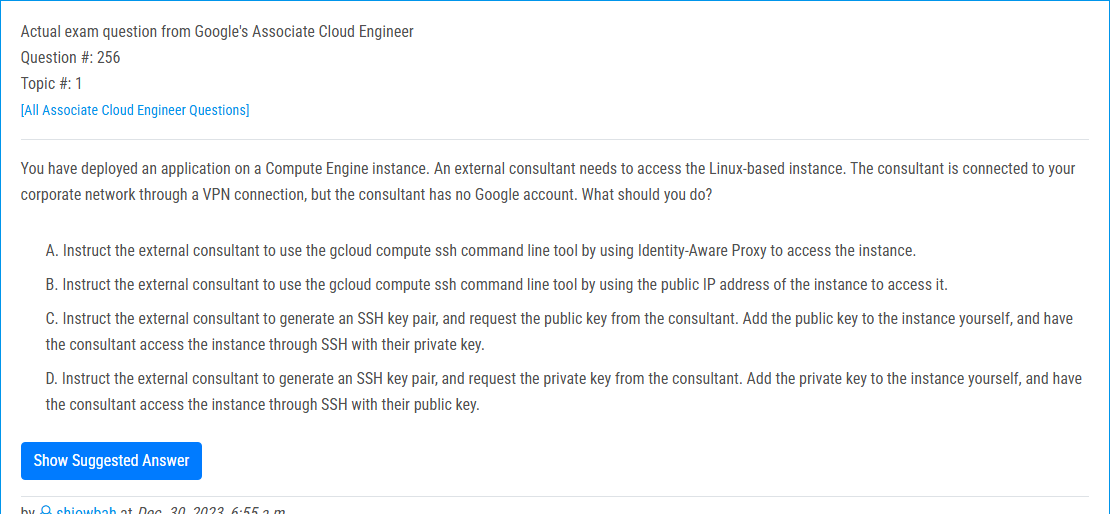 Actual exam question from Google's Associate Cloud Engineer
Question #: 256
Topic #: 1
[All Associate Cloud Engineer Questions]
You have deployed an application on a Compute Engine instance. An external consultant needs to access the Linux-based instance. The consultant is connected to your
corporate network through a VPN connection, but the consultant has no Google account. What should you do?
A. Instruct the external consultant to use the gcloud compute ssh command line tool by using Identity-Aware Proxy to access the instance.
B. Instruct the external consultant to use the gcloud compute ssh command line tool by using the public IP address of the instance to access it.
C. Instruct the external consultant to generate an SSH key pair, and request the public key from the consultant. Add the public key to the instance yourself, and have
the consultant access the instance through SSH with their private key.
D. Instruct the external consultant to generate an SSH key pair, and request the private key from the consultant. Add the private key to the instance yourself, and have
the consultant access the instance through SSH with their public key.
Show Suggested Answer
by shiowbah at Dec. 30, 2023, 6:55 a.m.